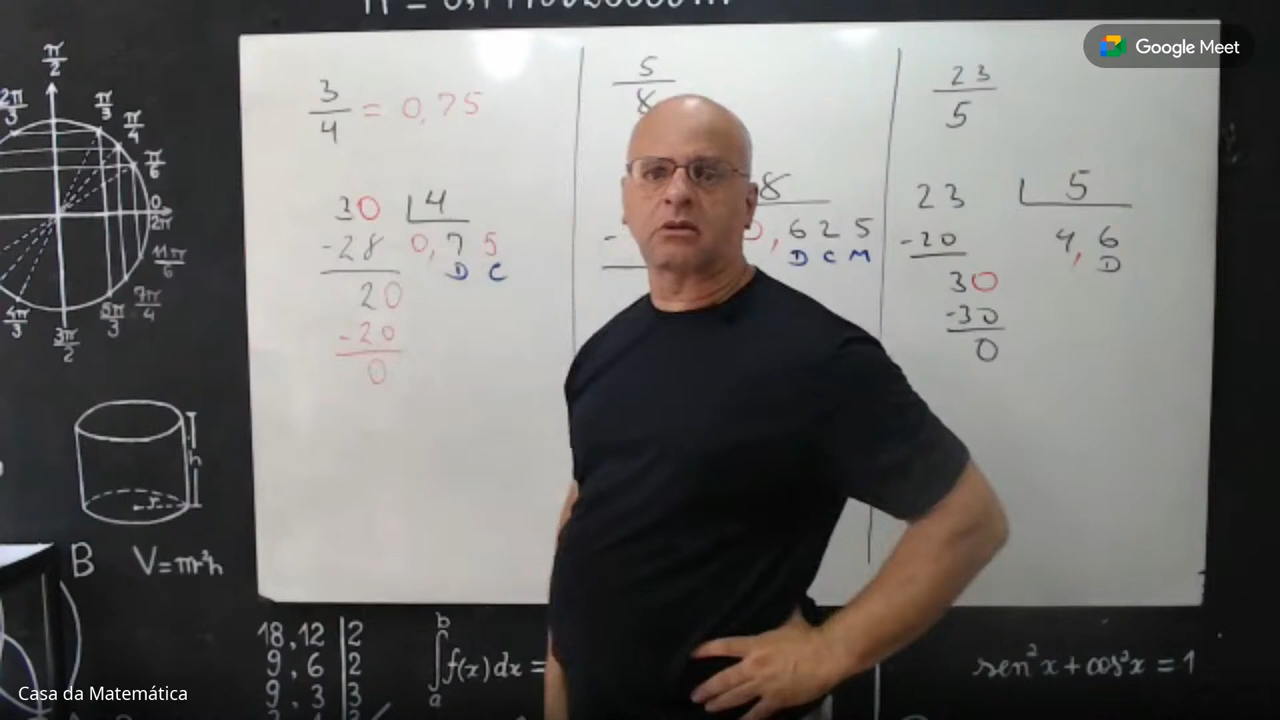 Google Meet
π/2
2π/3
π/3
π/4
π/6
0
2π
11π/6
7π/4
5π/3
3π/2
4π/3
3/4 = 0,75
30 4
-28 0,75
D C
20
-20
0
5/8
8
0,625
D C M
23/5
23 5
-20 4,6
D
30
-30
0
h
r
B V=πr²h
18,12 | 2
9,6 | 2
9,3 | 3
b
∫f(x)dx =
a
sen²x + cos²x = 1
Casa da Matemática